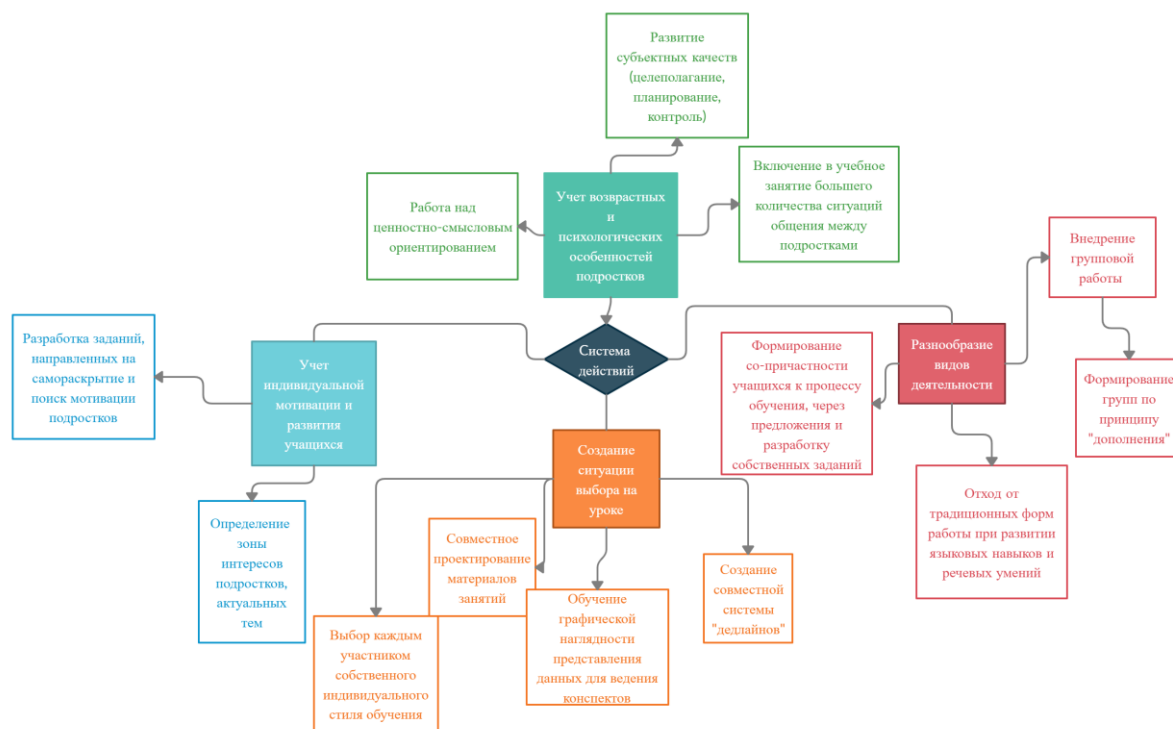 Развитие
субъектных качеств
(целеполагание,
планирование,
контроль)
Включение в учебное
занятие большего
количества ситуаций
общения между
подростками
Учет возврастных
и
психологических
особенностей
подростков
Работа над
ценностно-смысловым
ориентированием
Внедрение
групповой
работы
Разработка заданий,
направленных на
самораскрытие и
поиск мотивации
подростков
Учет
индивидуальной
мотивации и
развития
учащихся
Система
действий
Формирование
со-причастности
учащихся к процессу
обучения, через
предложения и
разработку
собственных заданий
Разнообразие
видов
деятельности
Формирование
групп по
принципу
"дополнения"
Создание
ситуации
выбора на
уроке
Определение
зоны
интересов
подростков,
актуальных
тем
Совместное
проектирование
материалов
занятий
Создание
совместной
системы
"дедлайнов"
Отход от
традиционных форм
работы при развитии
языковых навыков и
речевых умений
Выбор каждым
участником
собственного
индивидуального
стиля обучения
Обучение
графической
наглядности
представления
данных для ведения
конспектов